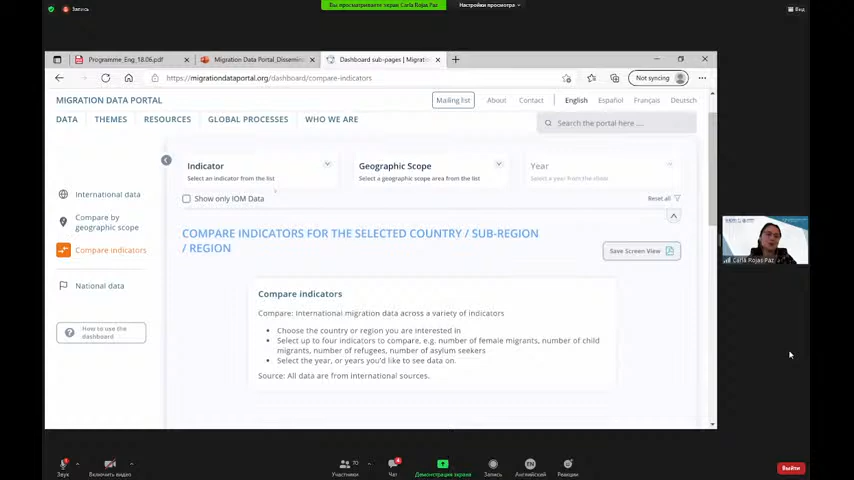 Запись
Вы просматриваете экран Carla Rojas Paz
Настройки просмотра
Вид
Programme_Eng_18.06.pdf
Migration Data Portal_Dissemin
Dashboard sub-pages | Migratio
https://migrationdataportal.org/dashboard/compare-indicators
Not syncing
MIGRATION DATA PORTAL
Mailing list
About
Contact
English
Español
Français
Deutsch
DATA
THEMES
RESOURCES
GLOBAL PROCESSES
WHO WE ARE
Search the portal here ....
Indicator
Select an indicator from the list
Geographic Scope
Select a geographic scope area from the list
Year
Select a year from the
Show only IOM Data
Reset all
International data
Compare by
geographic scope
Compare indicators
National data
How to use the
dashboard
COMPARE INDICATORS FOR THE SELECTED COUNTRY / SUB-REGION
/ REGION
Save Screen View
Compare indicators
Compare: International migration data across a variety of indicators
• Choose the country or region you are interested in
• Select up to four indicators to compare, e.g. number of female migrants, number of child
migrants, number of refugees, number of asylum seekers
• Select the year, or years you'd like to see data on.
Source: All data are from international sources.
Carla Rojas Paz
Звук
Включить видео
70
Участники
4
Чат
Демонстрация экрана
Запись
EN
Английский
Реакции
Выйти